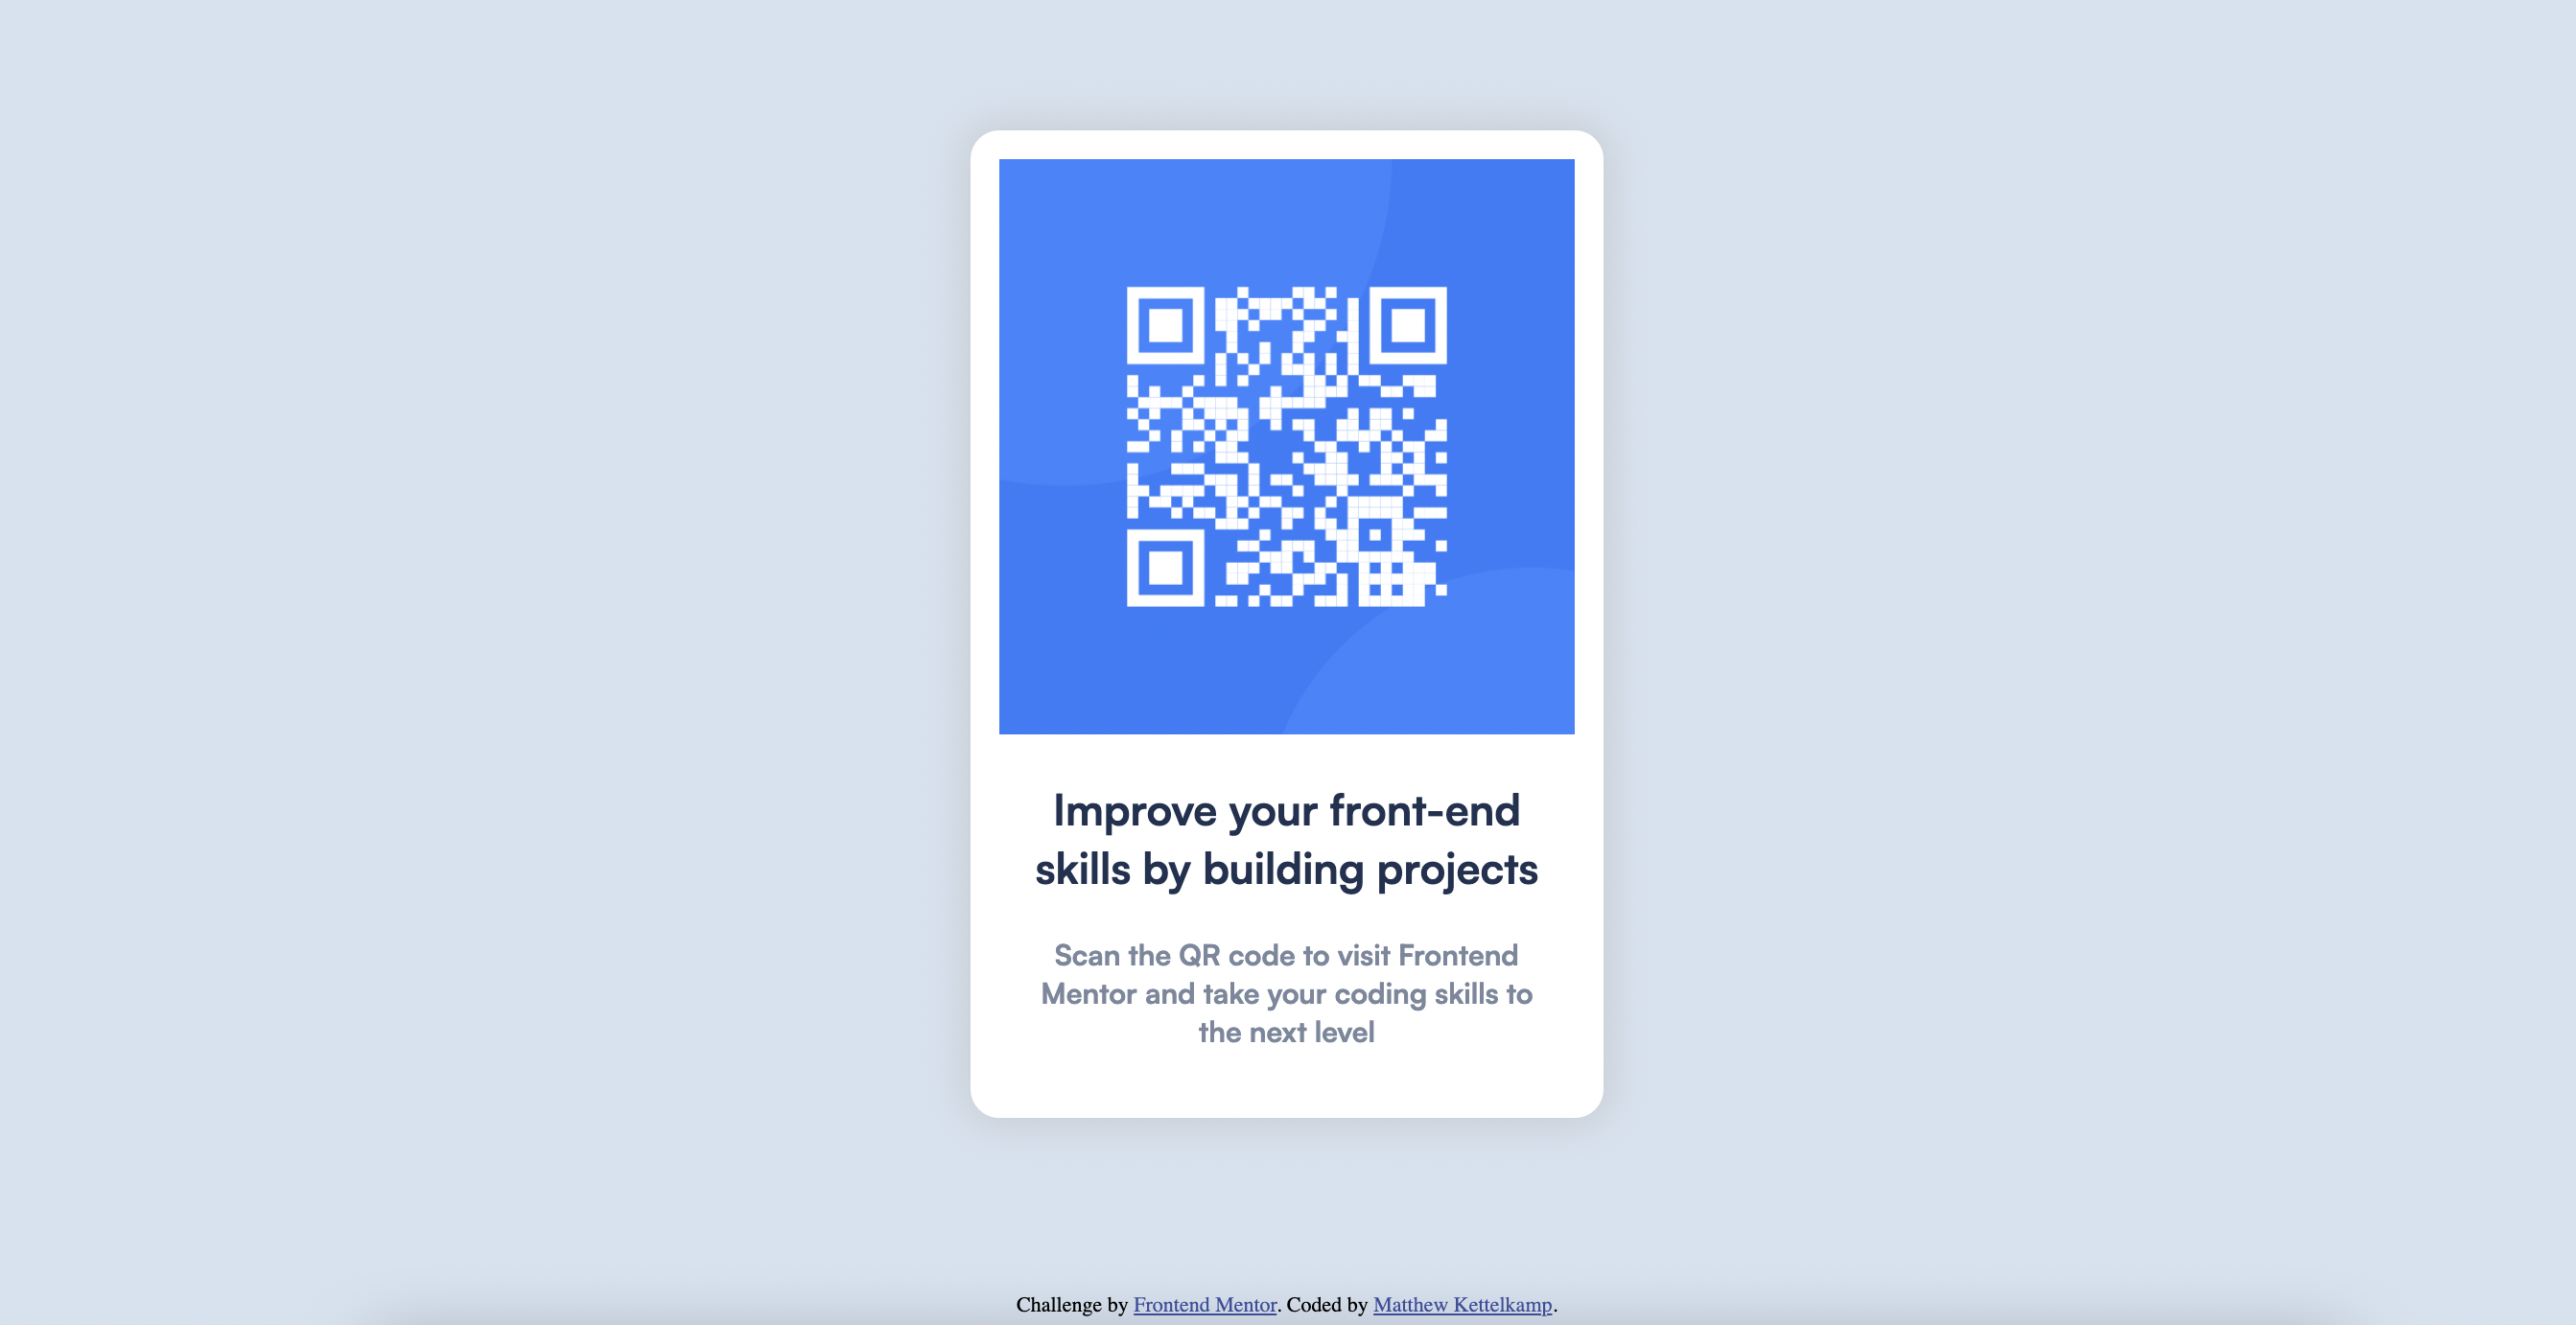 Improve your front-end
skills by building projects
Scan the QR code to visit Frontend
Mentor and take your coding skills to
the next level
Challenge by Frontend Mentor. Coded by Matthew Kettelkamp.